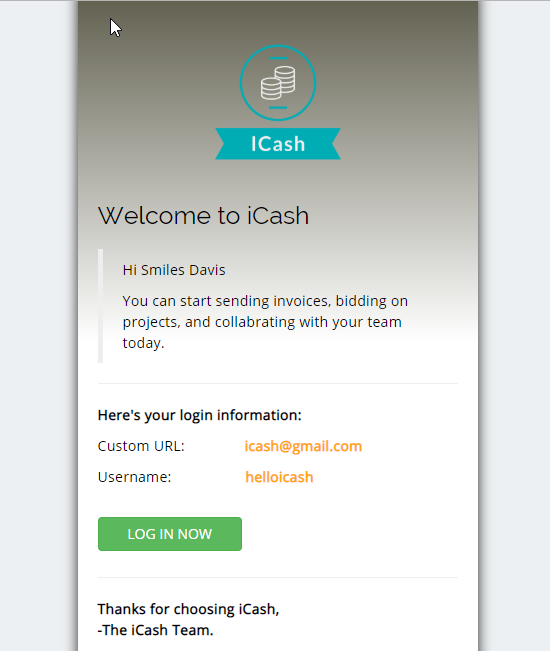 ICash
Welcome to iCash
Hi Smiles Davis
You can start sending invoices, bidding on
projects, and collabrating with your team
today.
Here's your login information:
Custom URL: icash@gmail.com
Username: helloicash
LOG IN NOW
Thanks for choosing iCash,
-The iCash Team.